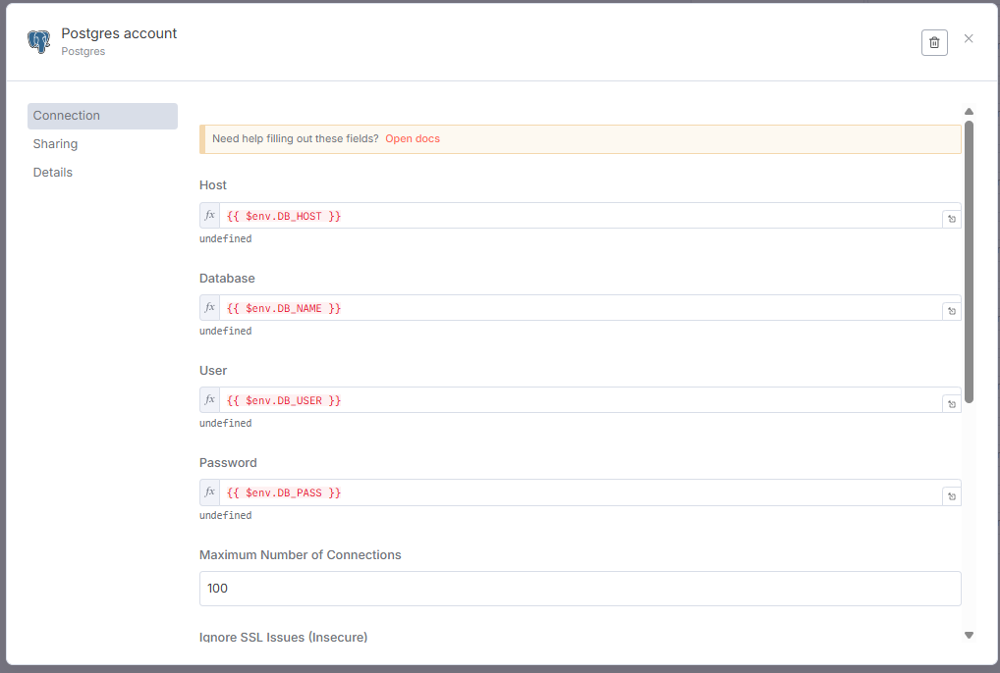 Postgres account
Postgres
Connection
Sharing
Details
Need help filling out these fields? Open docs
Host
fx {{ $env.DB_HOST }}
undefined
Database
fx {{ $env.DB_NAME }}
undefined
User
fx {{ $env.DB_USER }}
undefined
Password
fx {{ $env.DB_PASS }}
undefined
Maximum Number of Connections
100
Ignore SSL Issues (Insecure)